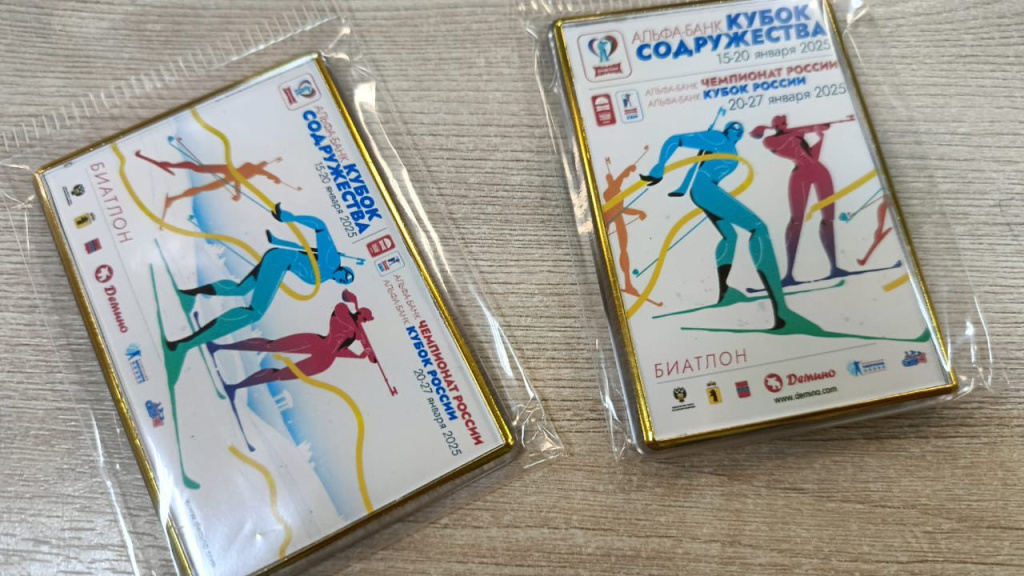 АЛЬФА-БАНК КУБОК
СОДРУЖЕСТВА
15-20 января 2025
АЛЬФА-БАНК ЧЕМПИОНАТ РОССИИ
АЛЬФА-БАНК КУБОК РОССИИ
20-27 января 2025
БИАТЛОН
Демино
АЛЬФА-БАНК КУБОК
СОДРУЖЕСТВА
15-20 января 2025
АЛЬФА-БАНК ЧЕМПИОНАТ РОССИИ
АЛЬФА-БАНК КУБОК РОССИИ
20-27 января 2025
БИАТЛОН
Демино
www.demino.com